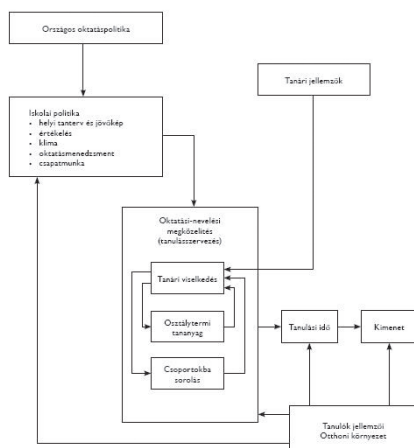 Országos oktatáspolitika
Tanári jellemzők
Iskolai politika
• helyi tanterv és jövőkép
• értékelés
• klíma
• oktatásmenedzsment
• csapatmunka
Oktatási-nevelési
megközelítés
(tanulásszervezés)
Tanári viselkedés
Osztálytermi
tananyag
Csoportokba
sorolás
Tanulási idő
Kimenet
Tanulók jellemzői
Otthoni környezet